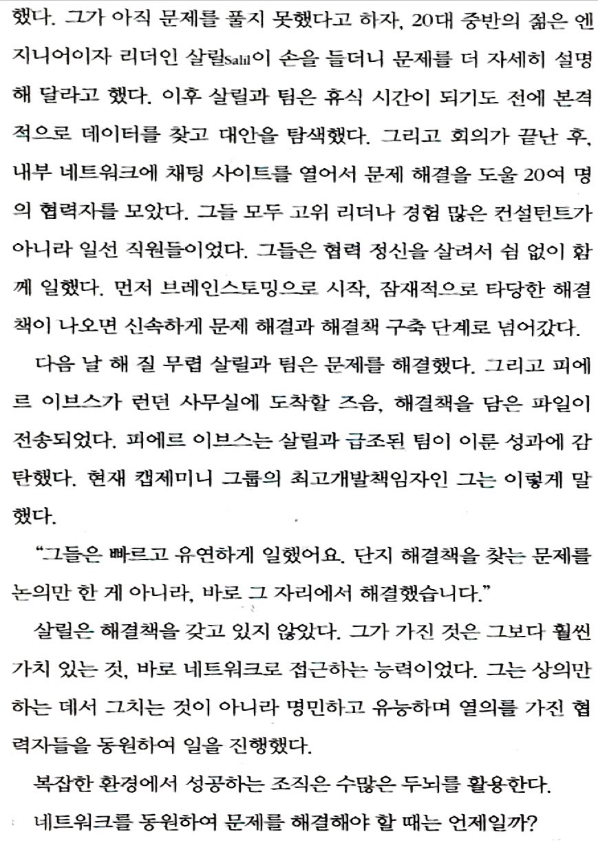 했다. 그가 아직 문제를 풀지 못했다고 하자, 20대 중반의 젊은 엔
지니어이자 리더인 살릴Salil이 손을 들더니 문제를 더 자세히 설명
해 달라고 했다. 이후 살릴과 팀은 휴식 시간이 되기도 전에 본격
적으로 데이터를 찾고 대안을 탐색했다. 그리고 회의가 끝난 후,
내부 네트워크에 채팅 사이트를 열어서 문제 해결을 도울 20여 명
의 협력자를 모았다. 그들 모두 고위 리더나 경험 많은 컨설턴트가
아니라 일선 직원들이었다. 그들은 협력 정신을 살려서 쉼 없이 함
께 일했다. 먼저 브레인스토밍으로 시작, 잠재적으로 타당한 해결
책이 나오면 신속하게 문제 해결과 해결책 구축 단계로 넘어갔다.
다음 날 해 질 무렵 살릴과 팀은 문제를 해결했다. 그리고 피에
르 이브스가 런던 사무실에 도착할 즈음, 해결책을 담은 파일이
전송되었다. 피에르 이브스는 살릴과 급조된 팀이 이룬 성과에 감
탄했다. 현재 캡제미니 그룹의 최고개발책임자인 그는 이렇게 말
했다.
“그들은 빠르고 유연하게 일했어요. 단지 해결책을 찾는 문제를
논의만 한 게 아니라, 바로 그 자리에서 해결했습니다.”
살릴은 해결책을 갖고 있지 않았다. 그가 가진 것은 그보다 훨씬
가치 있는 것, 바로 네트워크로 접근하는 능력이었다. 그는 상의만
하는 데서 그치는 것이 아니라 명민하고 유능하며 열의를 가진 협
력자들을 동원하여 일을 진행했다.
복잡한 환경에서 성공하는 조직은 수많은 두뇌를 활용한다.
네트워크를 동원하여 문제를 해결해야 할 때는 언제일까?